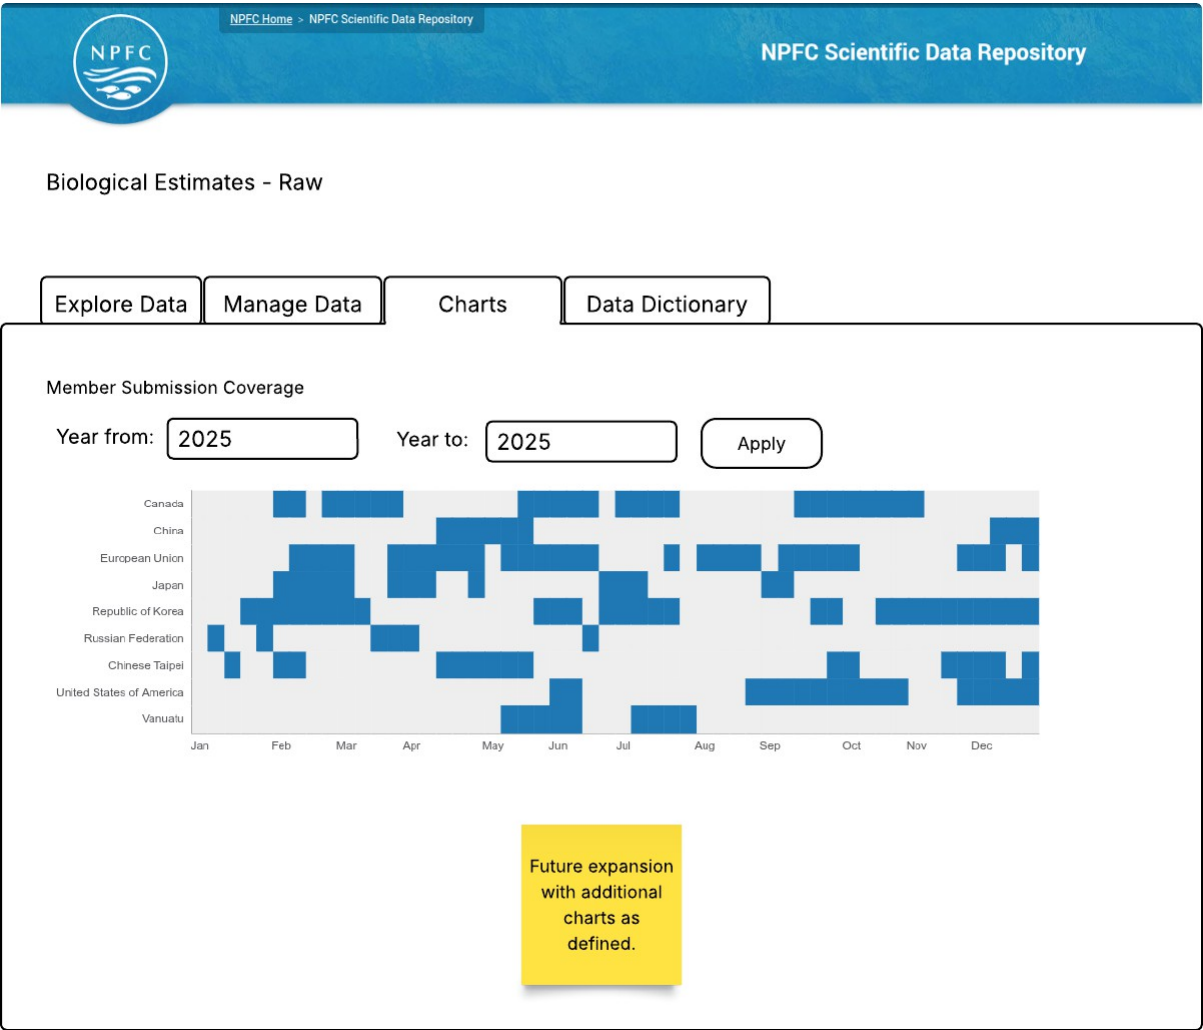 NPFC Home > NPFC Scientific Data Repository
NPFC
NPFC Scientific Data Repository
Biological Estimates - Raw
Explore Data
Manage Data
Charts
Data Dictionary
Member Submission Coverage
Year from: 2025
Year to: 2025
Apply
Canada
China
European Union
Japan
Republic of Korea
Russian Federation
Chinese Taipei
United States of America
Vanuatu
Jan Feb Mar Apr May Jun Jul Aug Sep Oct Nov Dec
Future expansion
with additional
charts as
defined.